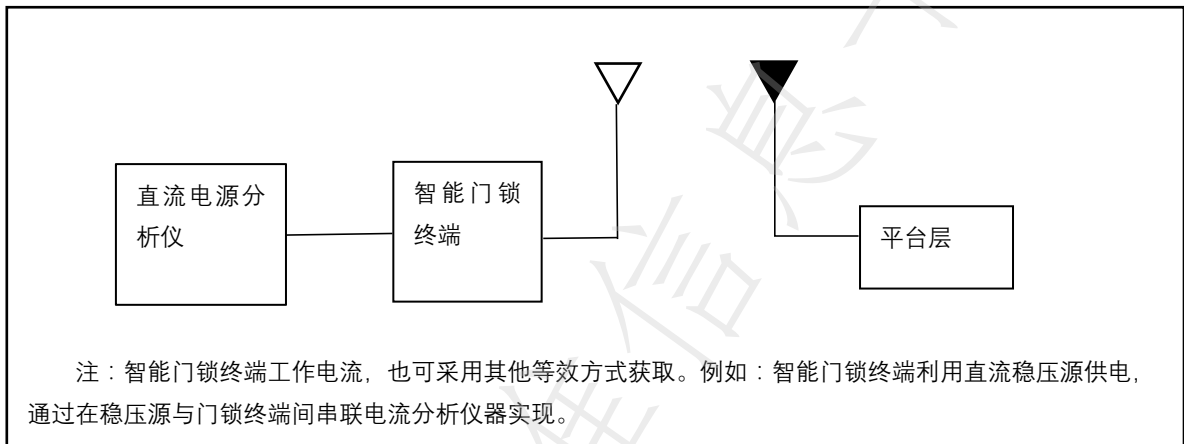 直流电源分
析仪
智能门锁
终端
平台层
注：智能门锁终端工作电流，也可采用其他等效方式获取。例如：智能门锁终端利用直流稳压源供电，
通过在稳压源与门锁终端间串联电流分析仪器实现。
信息